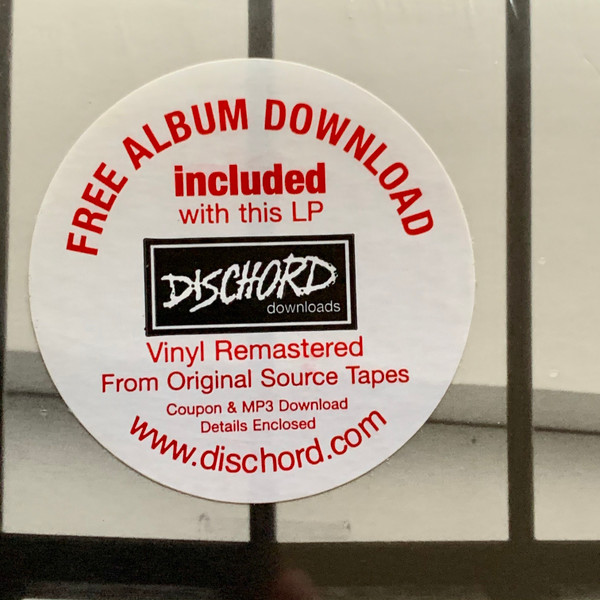 FREE ALBUM DOWNLOAD
included
with this LP
DISCHORD
downloads
Vinyl Remastered
From Original Source Tapes
Coupon & MP3 Download
Details Enclosed
www.dischord.com